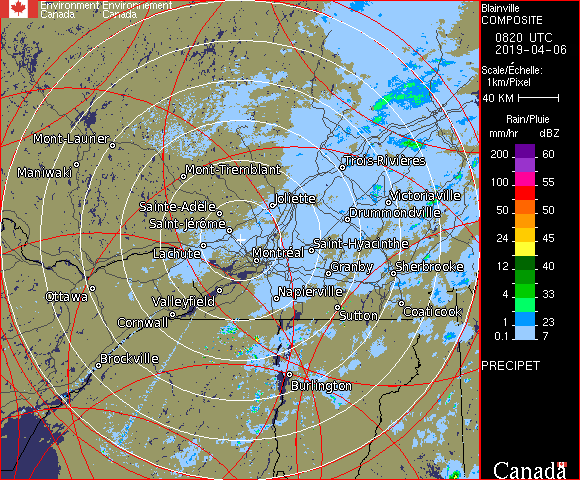 Environment Environnement
Canada Canada
Blainville
COMPOSITE
0820 UTC
2019-04-06
Scale/Échelle:
1km/Pixel
40 KM
Rain/Pluie
mm/hr dBZ
200 60
100 55
50 50
24 45
12 40
4 33
1 23
0.1 7
PRECIPET
Canada
Mont-Laurier
Maniwaki
Mont-Tremblant
Trois-Rivières
Joliette
Victoriaville
Sainte-Adèle
Drummondville
Saint-Jérôme
Saint-Hyacinthe
Lachute
Montréal
Granby
Sherbrooke
Ottawa
Valleyfield
Napierville
Cornwall
Sutton
Coaticook
Brockville
Burlington